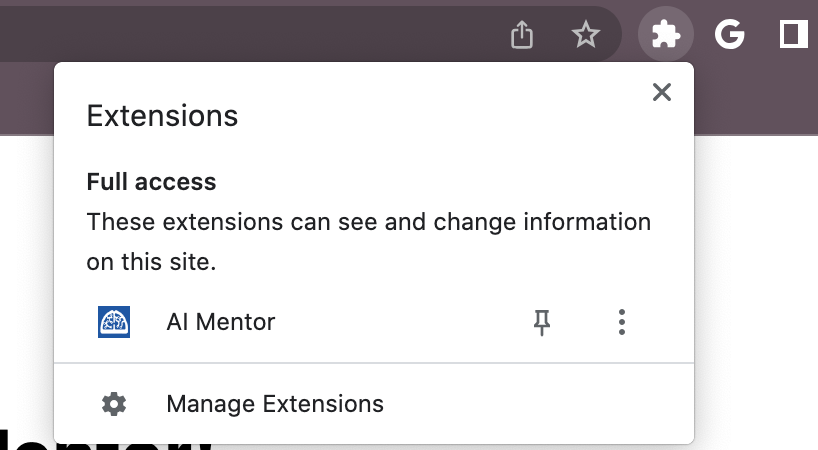 Extensions
Full access
These extensions can see and change information
on this site.
AI Mentor
Manage Extensions